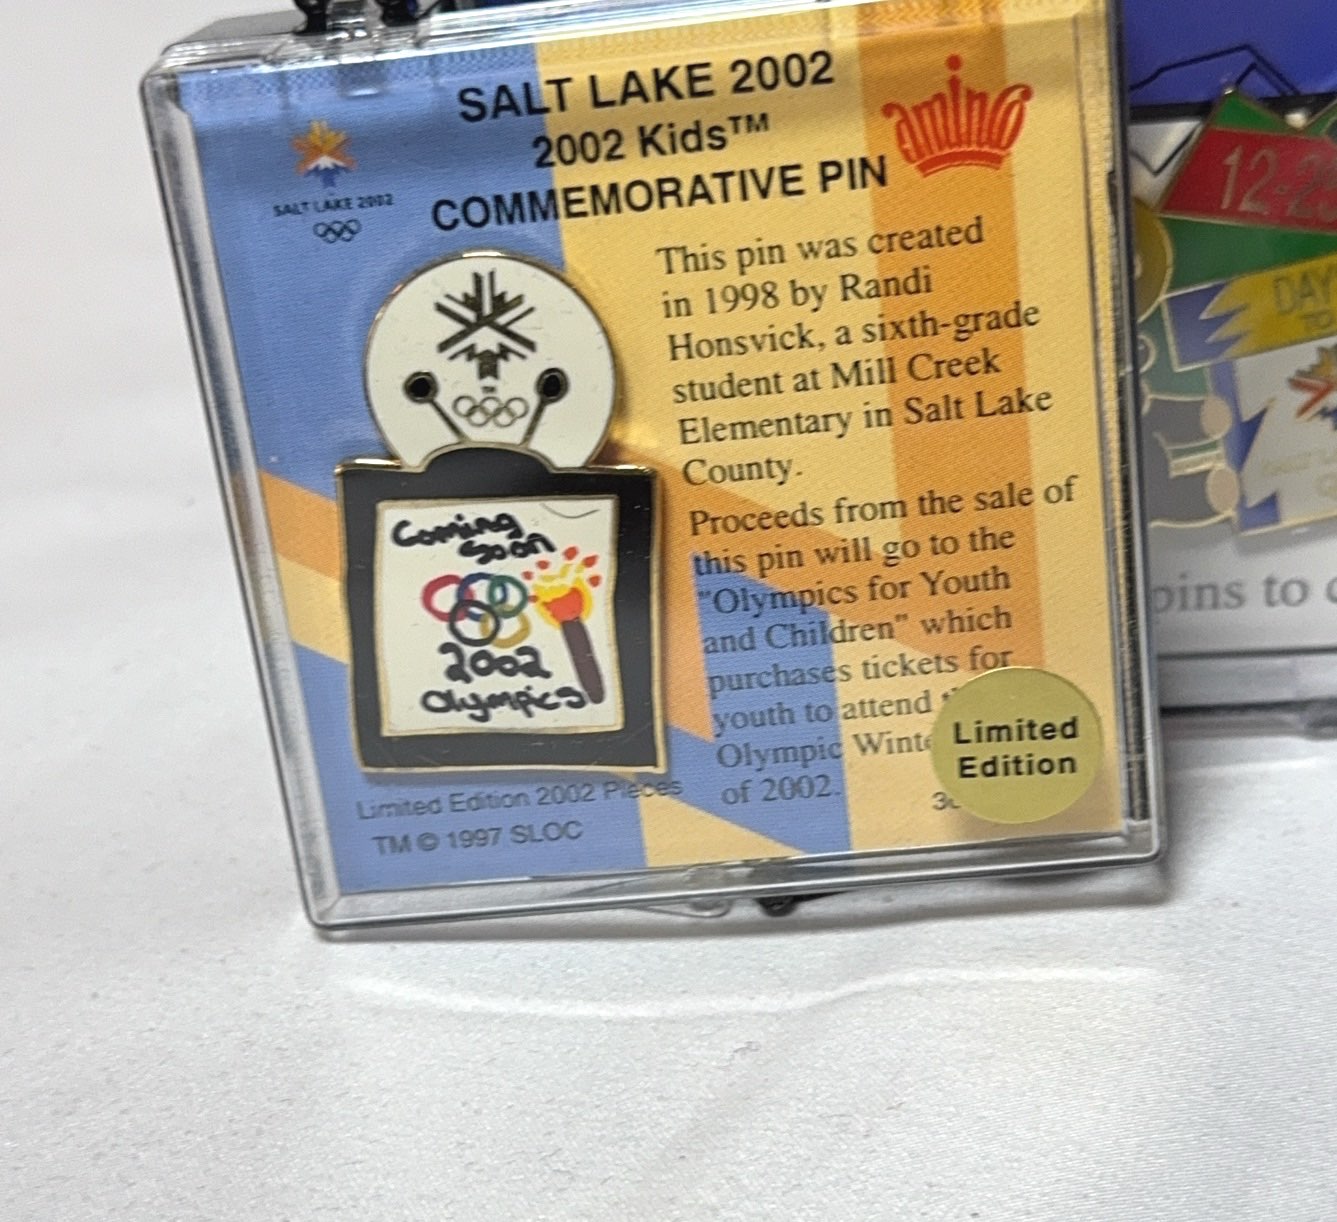 SALT LAKE 2002
2002 Kids™
COMMEMORATIVE PIN
amino
SALT LAKE 2002
This pin was created
in 1998 by Randi
Honsvick, a sixth-grade
student at Mill Creek
Elementary in Salt Lake
County.
Proceeds from the sale of
this pin will go to the
"Olympics for Youth
and Children" which
purchases tickets for
youth to attend
Olympic
of 2002.
Limited
Edition
Coming
Soon
2002
Olympics
Limited Edition 2002 Pieces
TM © 1997 SLOC
DAY
TO
pins to